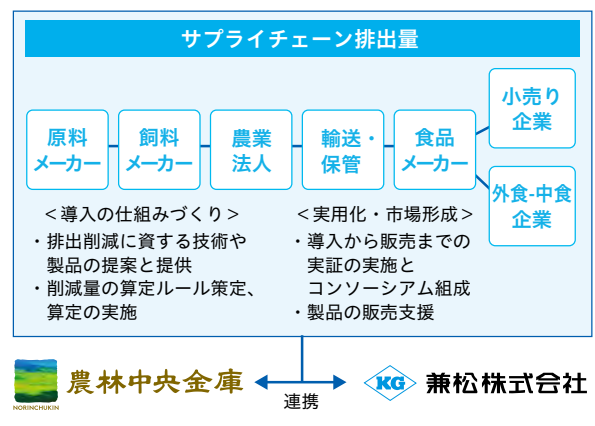 サプライチェーン排出量
原料
メーカー
飼料
メーカー
農業
法人
輸送・
保管
食品
メーカー
小売り
企業
外食-中食
企業
＜導入の仕組みづくり＞
・排出削減に資する技術や
製品の提案と提供
・削減量の算定ルール策定、
算定の実施
＜実用化・市場形成＞
・導入から販売までの
実証の実施と
コンソーシアム組成
・製品の販売支援
NORINCHUKIN
農林中央金庫
連携
KG
兼松株式会社